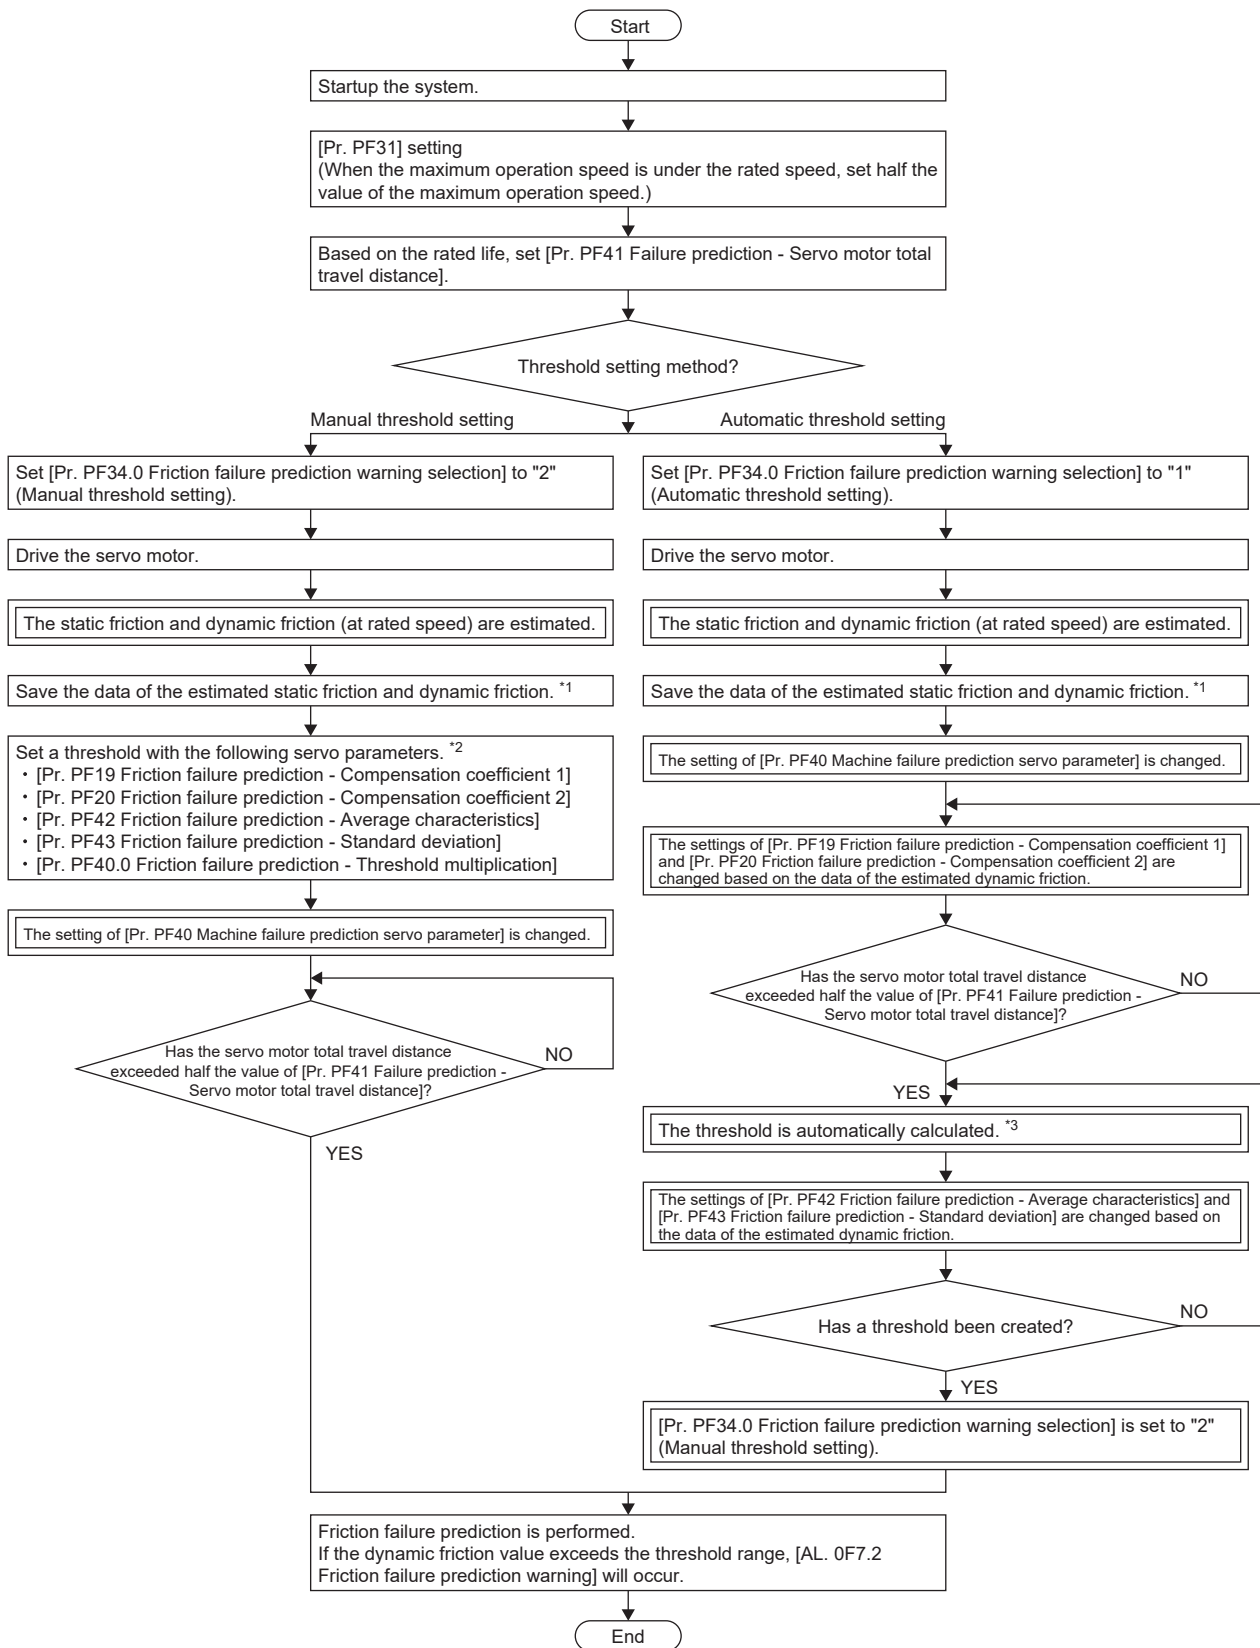 Start
Startup the system.
[Pr. PF31] setting
(When the maximum operation speed is under the rated speed, set half the
value of the maximum operation speed.)
Based on the rated life, set [Pr. PF41 Failure prediction - Servo motor total
travel distance].
Threshold setting method?
Manual threshold setting
Automatic threshold setting
Set [Pr. PF34.0 Friction failure prediction warning selection] to "2"
(Manual threshold setting).
Drive the servo motor.
The static friction and dynamic friction (at rated speed) are estimated.
Save the data of the estimated static friction and dynamic friction. *1
Set a threshold with the following servo parameters. *2
・[Pr. PF19 Friction failure prediction - Compensation coefficient 1]
・[Pr. PF20 Friction failure prediction - Compensation coefficient 2]
・[Pr. PF42 Friction failure prediction - Average characteristics]
・[Pr. PF43 Friction failure prediction - Standard deviation]
・[Pr. PF40.0 Friction failure prediction - Threshold multiplication]
The setting of [Pr. PF40 Machine failure prediction servo parameter] is changed.
Has the servo motor total travel distance
exceeded half the value of [Pr. PF41 Failure prediction -
Servo motor total travel distance]?
NO
YES
Set [Pr. PF34.0 Friction failure prediction warning selection] to "1"
(Automatic threshold setting).
Drive the servo motor.
The static friction and dynamic friction (at rated speed) are estimated.
Save the data of the estimated static friction and dynamic friction. *1
The setting of [Pr. PF40 Machine failure prediction servo parameter] is changed.
The settings of [Pr. PF19 Friction failure prediction - Compensation coefficient 1]
and [Pr. PF20 Friction failure prediction - Compensation coefficient 2] are
changed based on the data of the estimated dynamic friction.
Has the servo motor total travel distance
exceeded half the value of [Pr. PF41 Failure prediction -
Servo motor total travel distance]?
NO
YES
The threshold is automatically calculated. *3
The settings of [Pr. PF42 Friction failure prediction - Average characteristics] and
[Pr. PF43 Friction failure prediction - Standard deviation] are changed based on
the data of the estimated dynamic friction.
Has a threshold been created?
NO
YES
[Pr. PF34.0 Friction failure prediction warning selection] is set to "2"
(Manual threshold setting).
Friction failure prediction is performed.
If the dynamic friction value exceeds the threshold range, [AL. 0F7.2
Friction failure prediction warning] will occur.
End